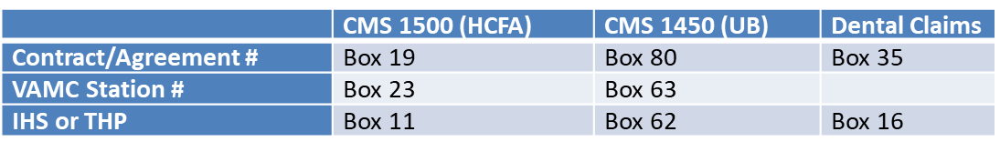 CMS 1500 (HCFA) CMS 1450 (UB) Dental Claims
Contract/Agreement # Box 19 Box 80 Box 35
VAMC Station # Box 23 Box 63
IHS or THP Box 11 Box 62 Box 16